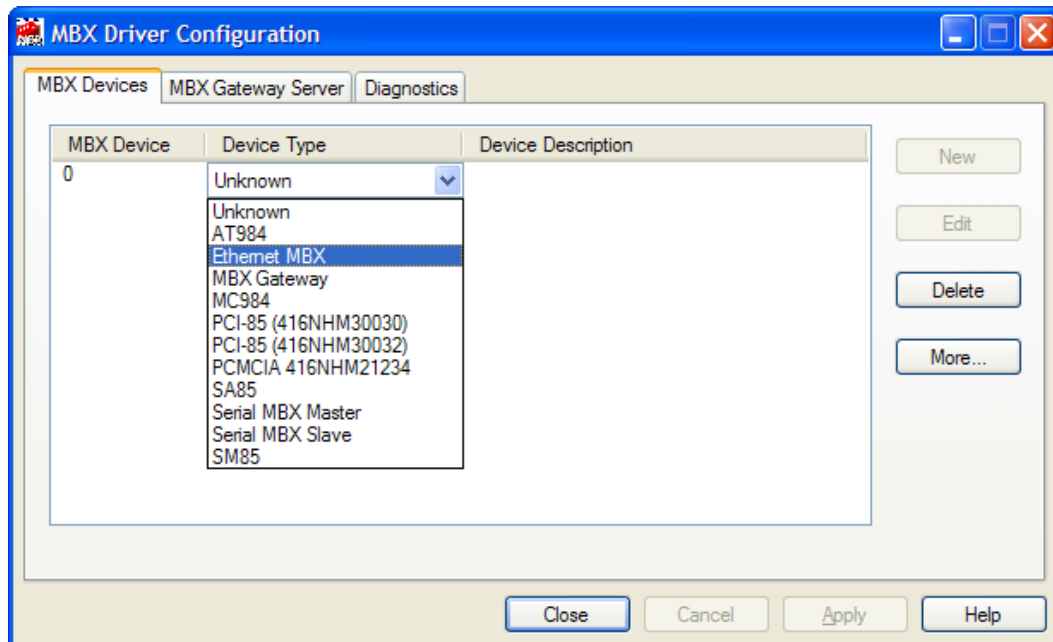 MBX Driver Configuration
MBX Devices MBX Gateway Server Diagnostics
MBX Device Device Type Device Description
0 Unknown
Unknown
AT984
Ethernet MBX
MBX Gateway
MC984
PCI-85 (416NHM30030)
PCI-85 (416NHM30032)
PCMCIA 416NHM21234
SA85
Serial MBX Master
Serial MBX Slave
SM85
New
Edit
Delete
More...
Close Cancel Apply Help